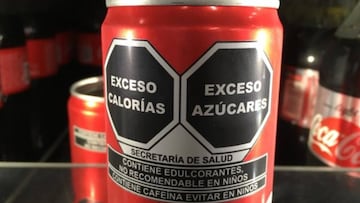 EXCESO
CALORÍAS
EXCESO
AZÚCARES
SECRETARÍA DE SALUD
CONTIENE EDULCORANTES,
NO RECOMENDABLE EN NIÑOS
CONTIENE CAFEÍNA EVITAR EN NIÑOS
Coca